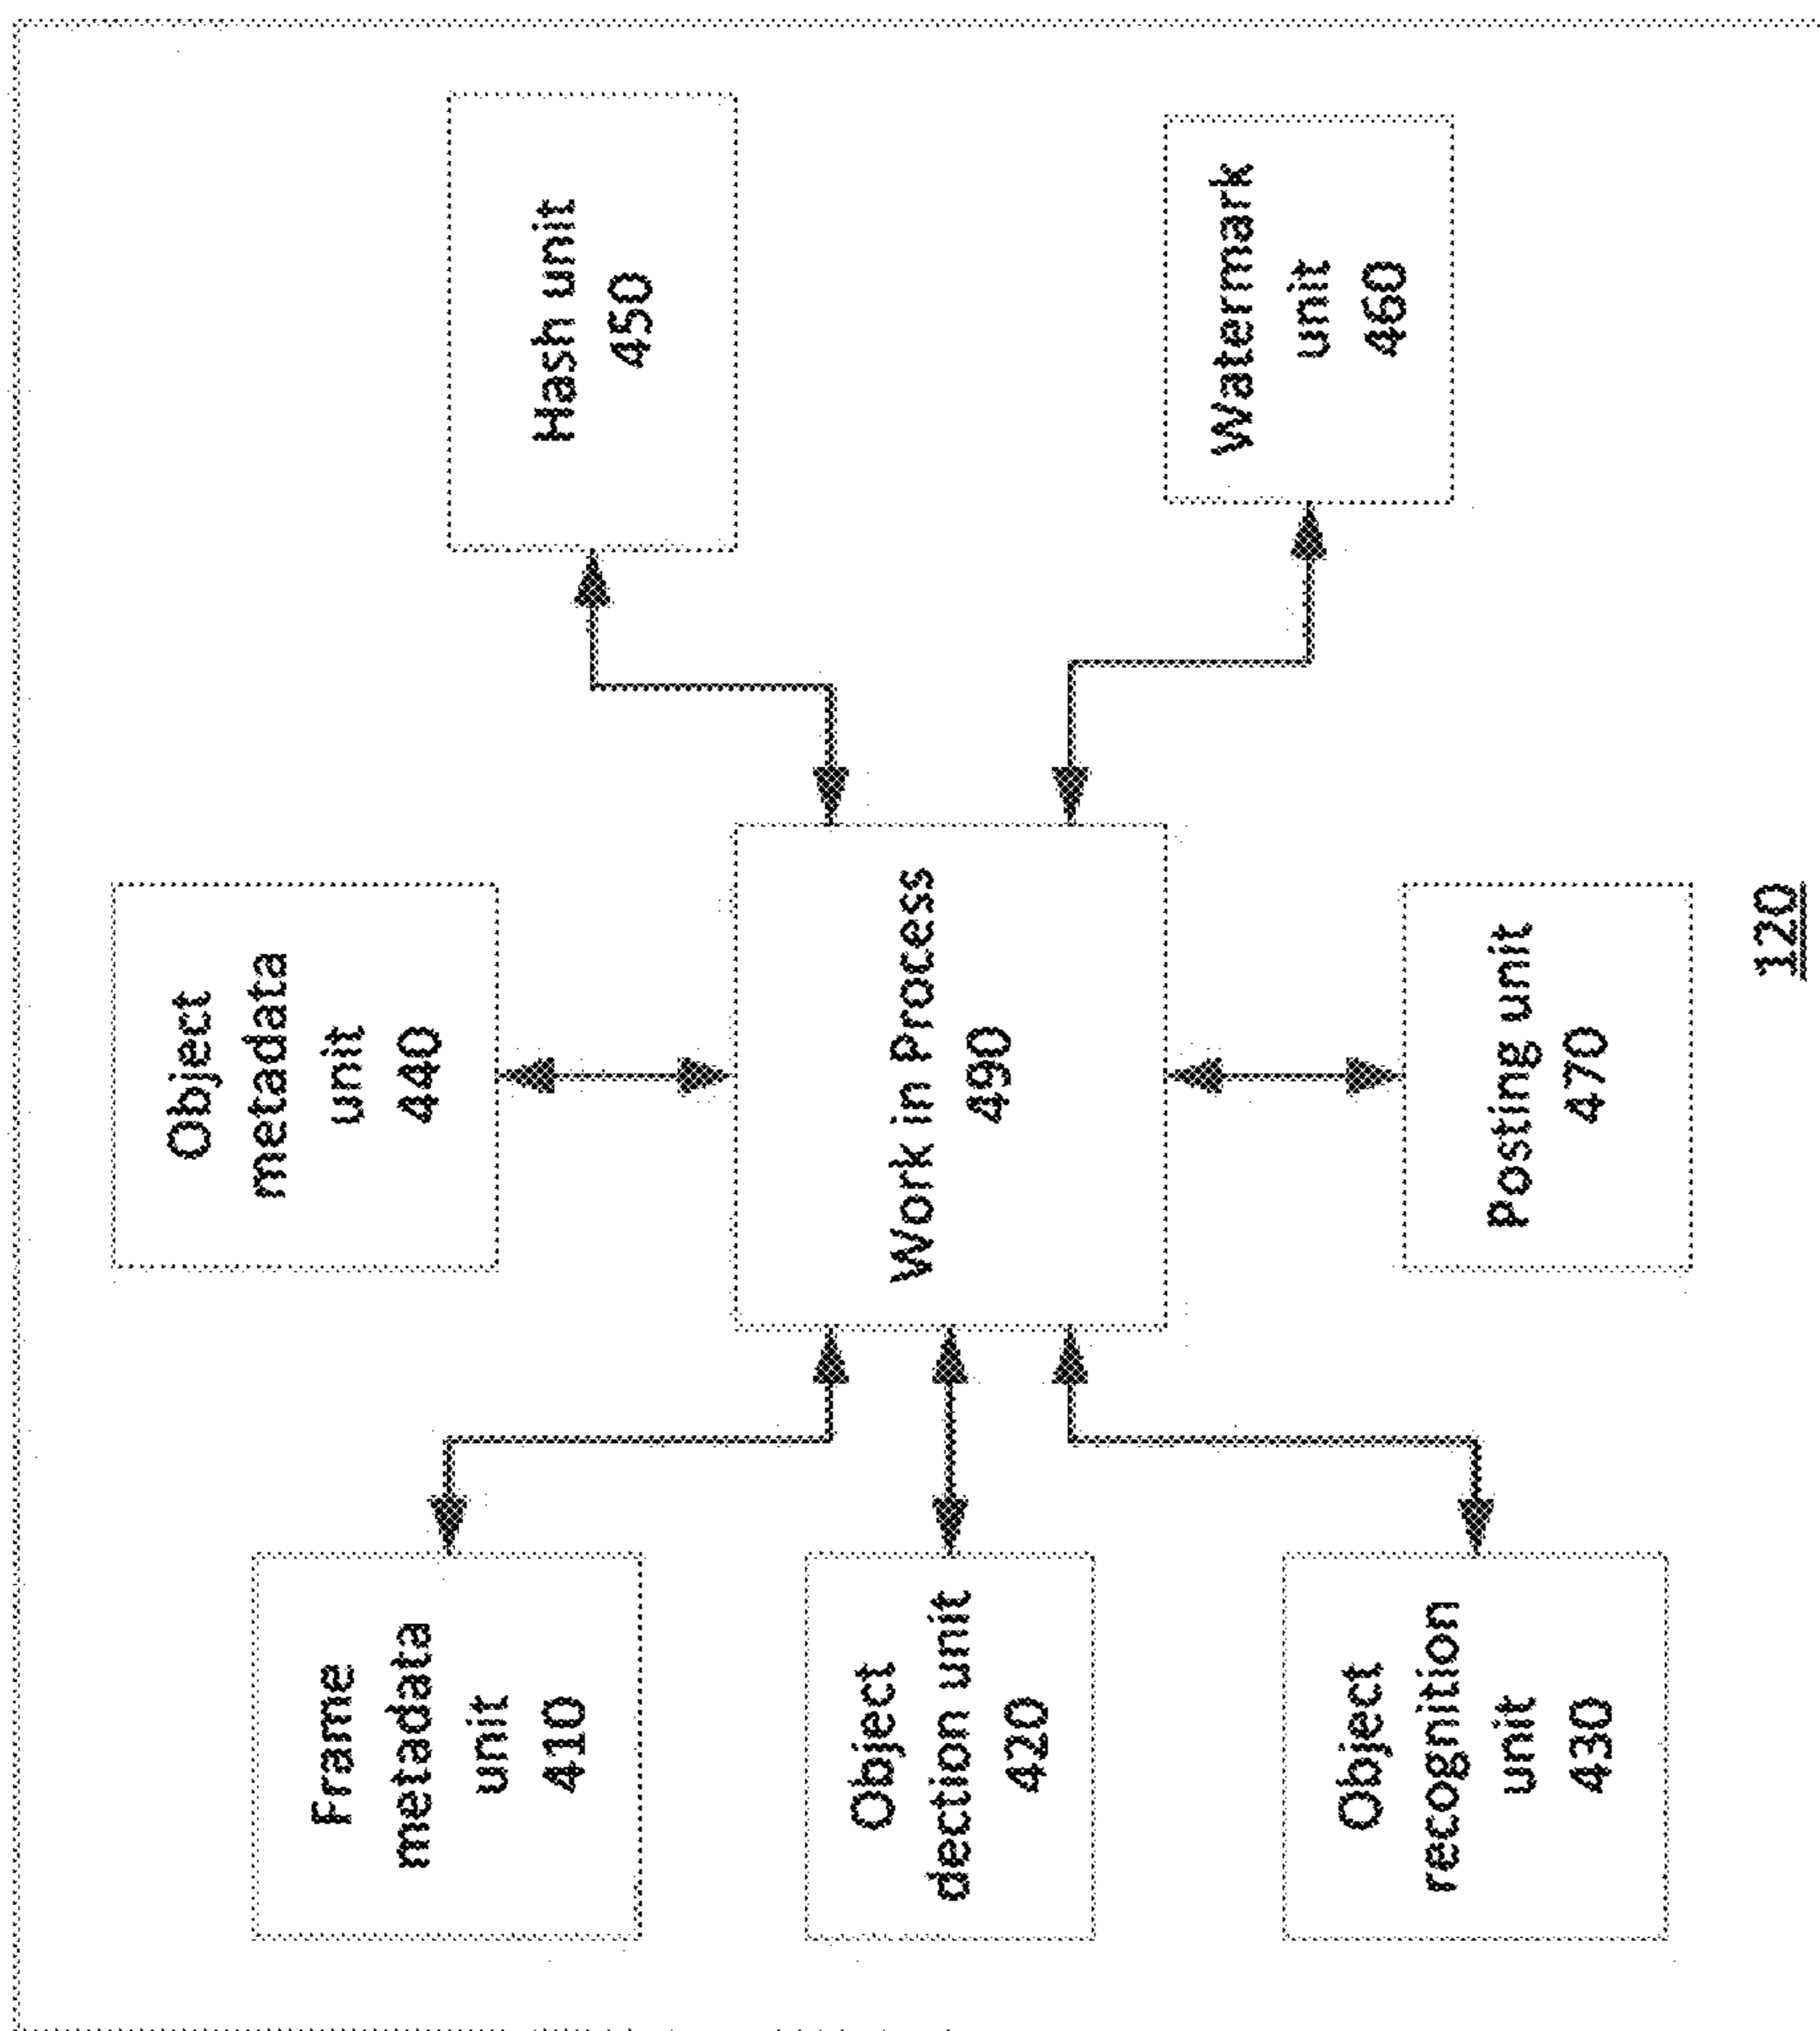 Frame
metadata
unit
410
Object
dection unit
420
Object
recognition
unit
430
Object
metadata
unit
440
Work in Process
490
Posting unit
470
Hash unit
450
Watermark
unit
460
120